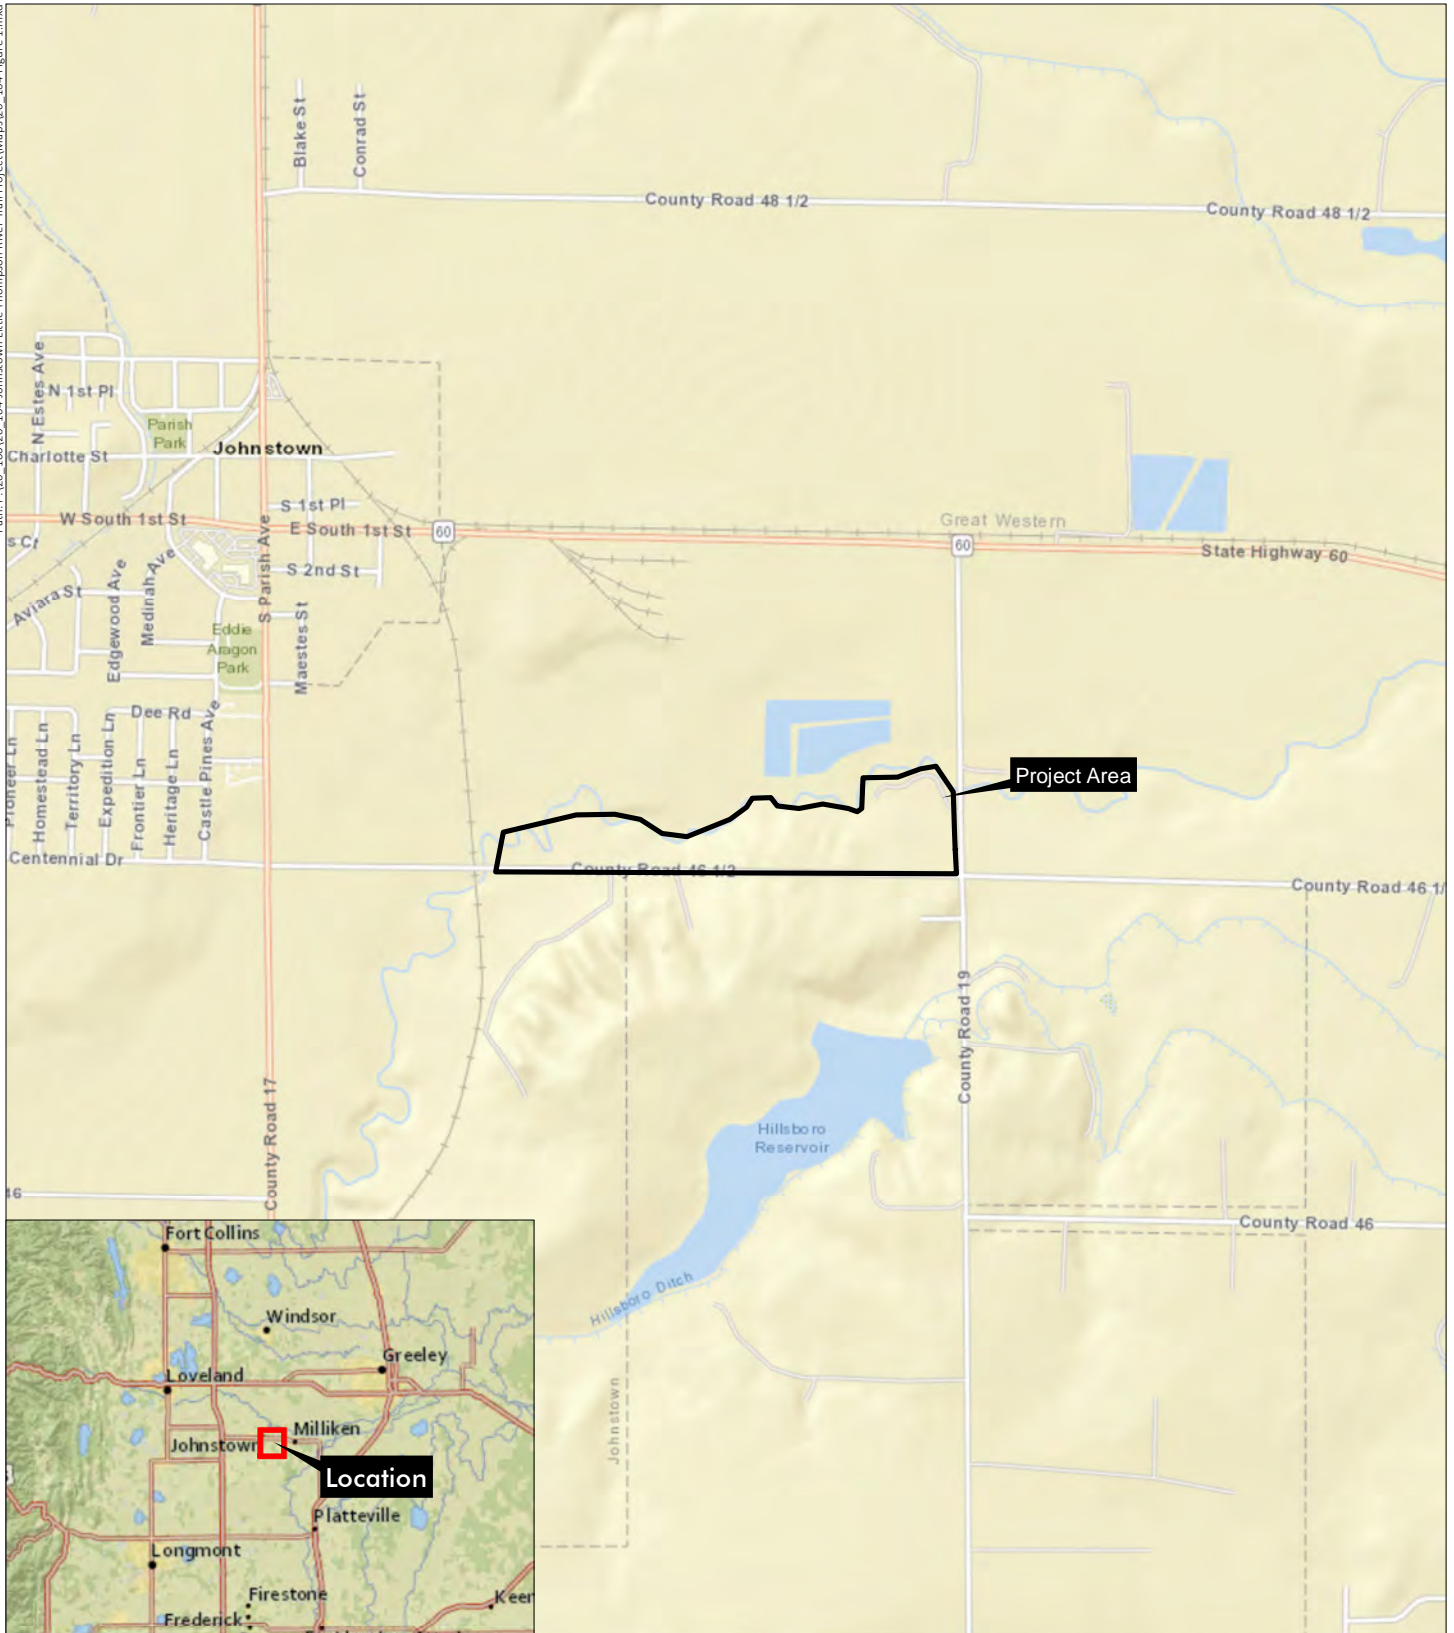 Blake St
Conrad St
County Road 48 1/2
County Road 48 1/2
N Estes Ave
N 1st Pl
Parish
Park
Johnstown
Charlotte St
S 1st Pl
W South 1st St
E South 1st St
60
Great Western
60
State Highway 60
s Ct
S 2nd St
S Parish Ave
Aviara St
Edgewood Ave
Medinah Ave
Maestes St
Eddie
Aragon
Park
Dee Rd
Pioneer Ln
Homestead Ln
Territory Ln
Expedition Ln
Frontier Ln
Heritage Ln
Castle Pines Ave
Project Area
Centennial Dr
County Road 46 1/2
County Road 46 1/
County Road 19
County Road 17
Hillsboro
Reservoir
46
County Road 46
Hillsboro Ditch
Johnstown
Fort Collins
Windsor
Greeley
Loveland
Milliken
Johnstown
Location
Platteville
Longmont
Firestone
Frederick
Keen